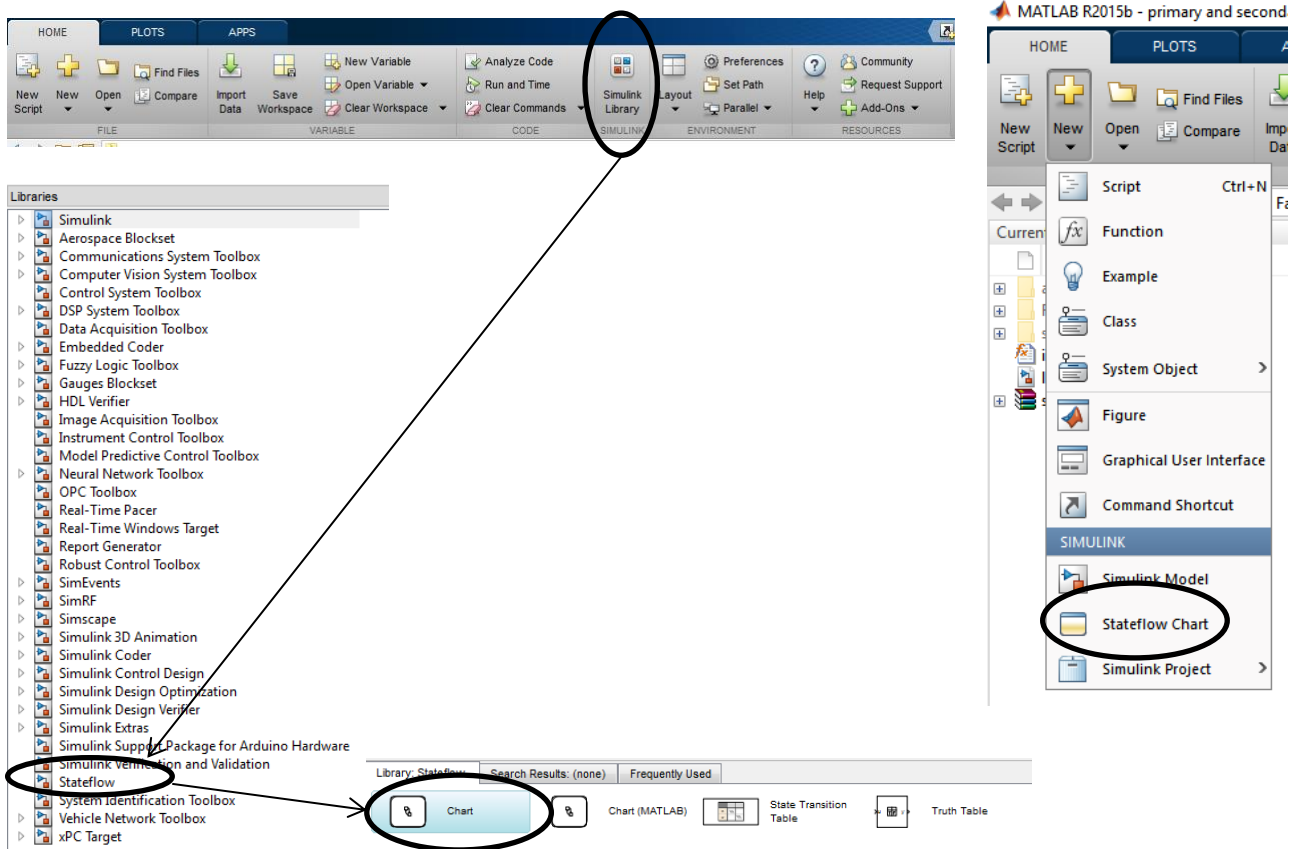 HOME PLOTS APPS
New Script
New
Open
Find Files
Compare
Import Data
Save Workspace
New Variable
Open Variable
Clear Workspace
Analyze Code
Run and Time
Clear Commands
Simulink Library
Layout
Preferences
Set Path
Parallel
Help
Community
Request Support
Add-Ons
FILE VARIABLE CODE SIMULINK ENVIRONMENT RESOURCES
Libraries
Simulink
Aerospace Blockset
Communications System Toolbox
Computer Vision System Toolbox
Control System Toolbox
DSP System Toolbox
Data Acquisition Toolbox
Embedded Coder
Fuzzy Logic Toolbox
Gauges Blockset
HDL Verifier
Image Acquisition Toolbox
Instrument Control Toolbox
Model Predictive Control Toolbox
Neural Network Toolbox
OPC Toolbox
Real-Time Pacer
Real-Time Windows Target
Report Generator
Robust Control Toolbox
SimEvents
SimRF
Simscape
Simulink 3D Animation
Simulink Coder
Simulink Control Design
Simulink Design Optimization
Simulink Design Verifier
Simulink Extras
Simulink Support Package for Arduino Hardware
Simulink Verification and Validation
Stateflow
System Identification Toolbox
Vehicle Network Toolbox
xPC Target
Library: Stateflow Search Results: (none) Frequently Used
Chart
Chart (MATLAB)
State Transition Table
Truth Table
MATLAB R2015b - primary and second
HOME PLOTS A
New Script
New
Open
Find Files
Compare
Imp
Da
Script Ctrl+N
Fa
Curren
Function
Example
Class
System Object
Figure
Graphical User Interface
Command Shortcut
SIMULINK
Simulink Model
Stateflow Chart
Simulink Project